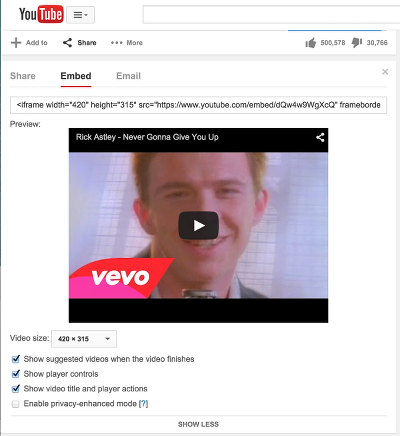 YouTube
Add to Share More 500,578 30,766
Share Embed Email
<iframe width="420" height="315" src="https://www.youtube.com/embed/dQw4w9WgXcQ" frameborde
Preview:
Rick Astley - Never Gonna Give You Up
vevo
Video size: 420 × 315
Show suggested videos when the video finishes
Show player controls
Show video title and player actions
Enable privacy-enhanced mode [?]
SHOW LESS